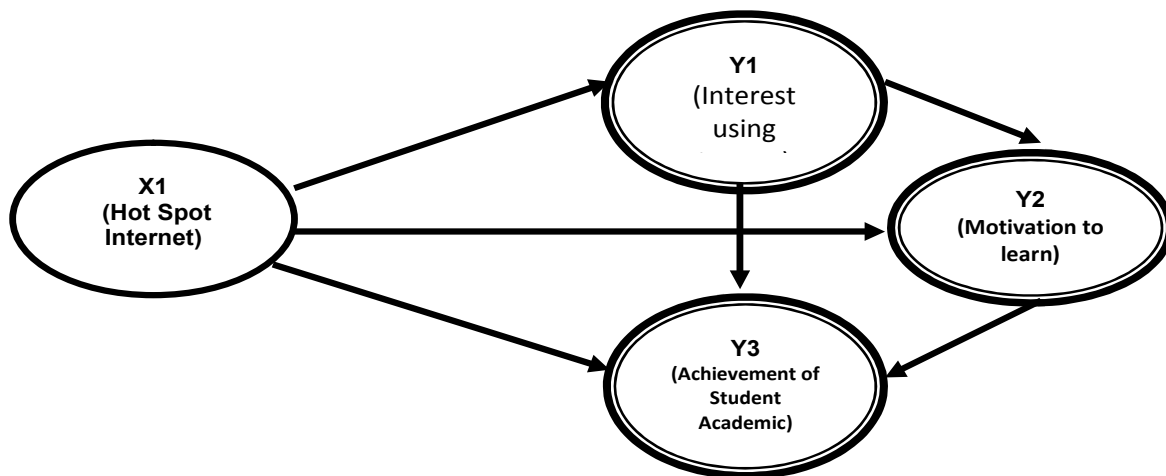 Y1
(Interest
using
X1
(Hot Spot
Internet)
Y2
(Motivation to
learn)
Y3
(Achievement of
Student
Academic)